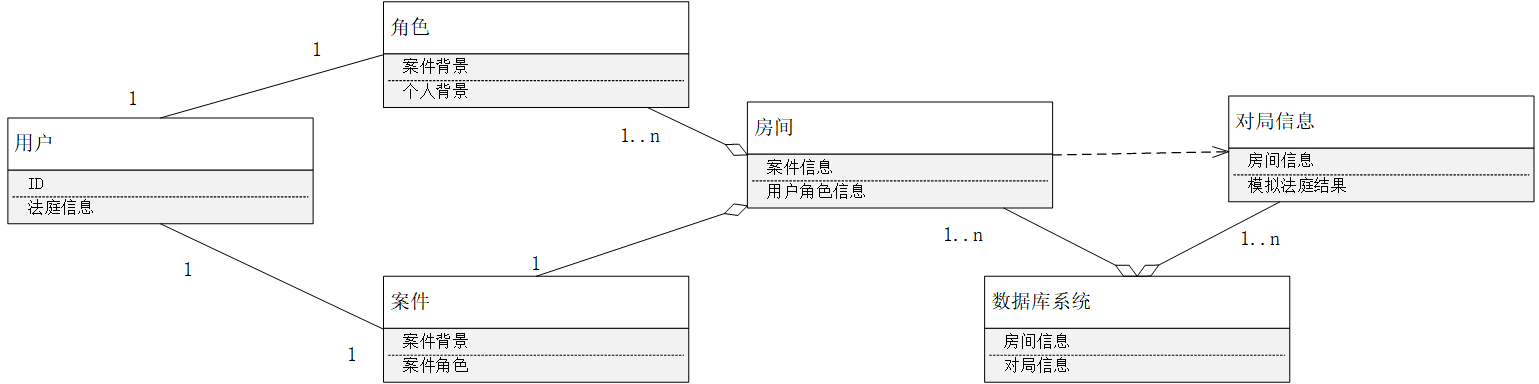 角色
案件背景
个人背景
1
1
用户
ID
法庭信息
1..n
房间
案件信息
用户角色信息
对局信息
房间信息
模拟法庭结果
1
1
1
案件
案件背景
案件角色
1..n
1..n
数据库系统
房间信息
对局信息